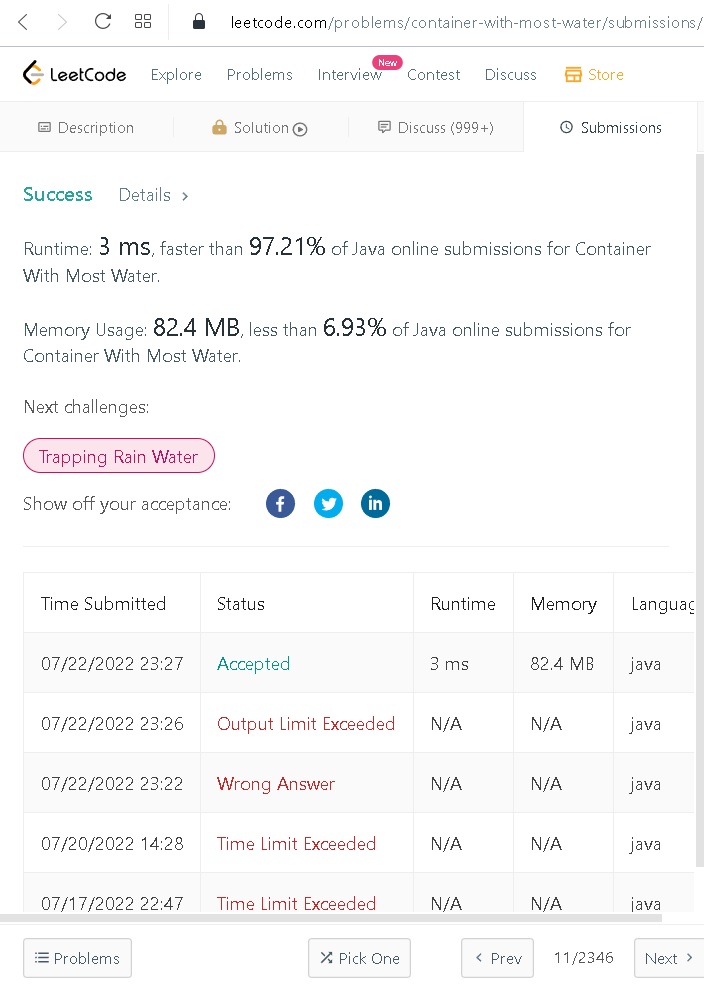 leetcode.com/problems/container-with-most-water/submissions/
LeetCode Explore Problems Interview New Contest Discuss Store
Description Solution Discuss (999+) Submissions
Success Details >
Runtime: 3 ms, faster than 97.21% of Java online submissions for Container
With Most Water.
Memory Usage: 82.4 MB, less than 6.93% of Java online submissions for
Container With Most Water.
Next challenges:
Trapping Rain Water
Show off your acceptance: f in
Time Submitted Status Runtime Memory Languag
07/22/2022 23:27 Accepted 3 ms 82.4 MB java
07/22/2022 23:26 Output Limit Exceeded N/A N/A java
07/22/2022 23:22 Wrong Answer N/A N/A java
07/20/2022 14:28 Time Limit Exceeded N/A N/A java
07/17/2022 22:47 Time Limit Exceeded N/A N/A java
Problems Pick One < Prev 11/2346 Next >